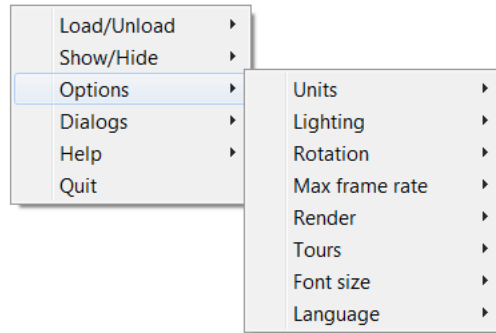 Load/Unload
Show/Hide
Options
Dialogs
Help
Quit
Units
Lighting
Rotation
Max frame rate
Render
Tours
Font size
Language